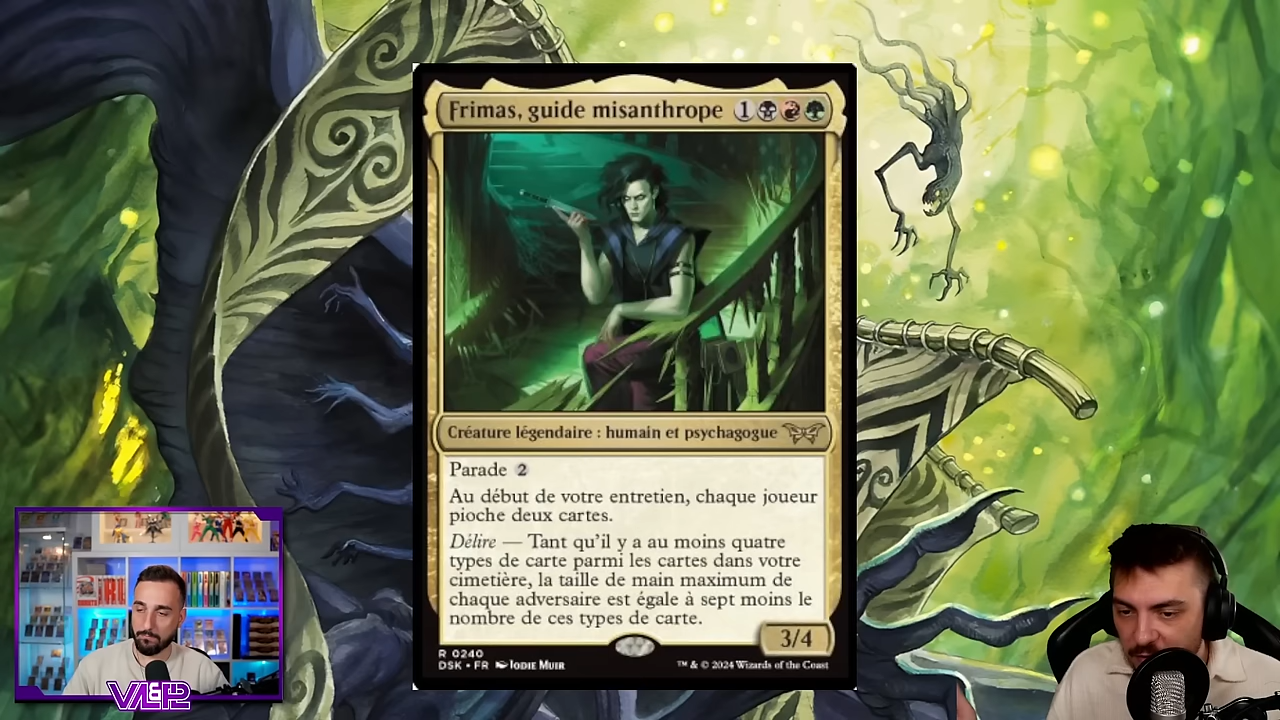 Frimas, guide misanthrope 1
Créature légendaire : humain et psychagogue
Parade 2
Au début de votre entretien, chaque joueur
pioche deux cartes.
Délire — Tant qu'il y a au moins quatre
types de carte parmi les cartes dans votre
cimetière, la taille de main maximum de
chaque adversaire est égale à sept moins le
nombre de ces types de carte.
3/4
R 0240
DSK • FR Jodie Muir
™ & © 2024 Wizards of the Coast